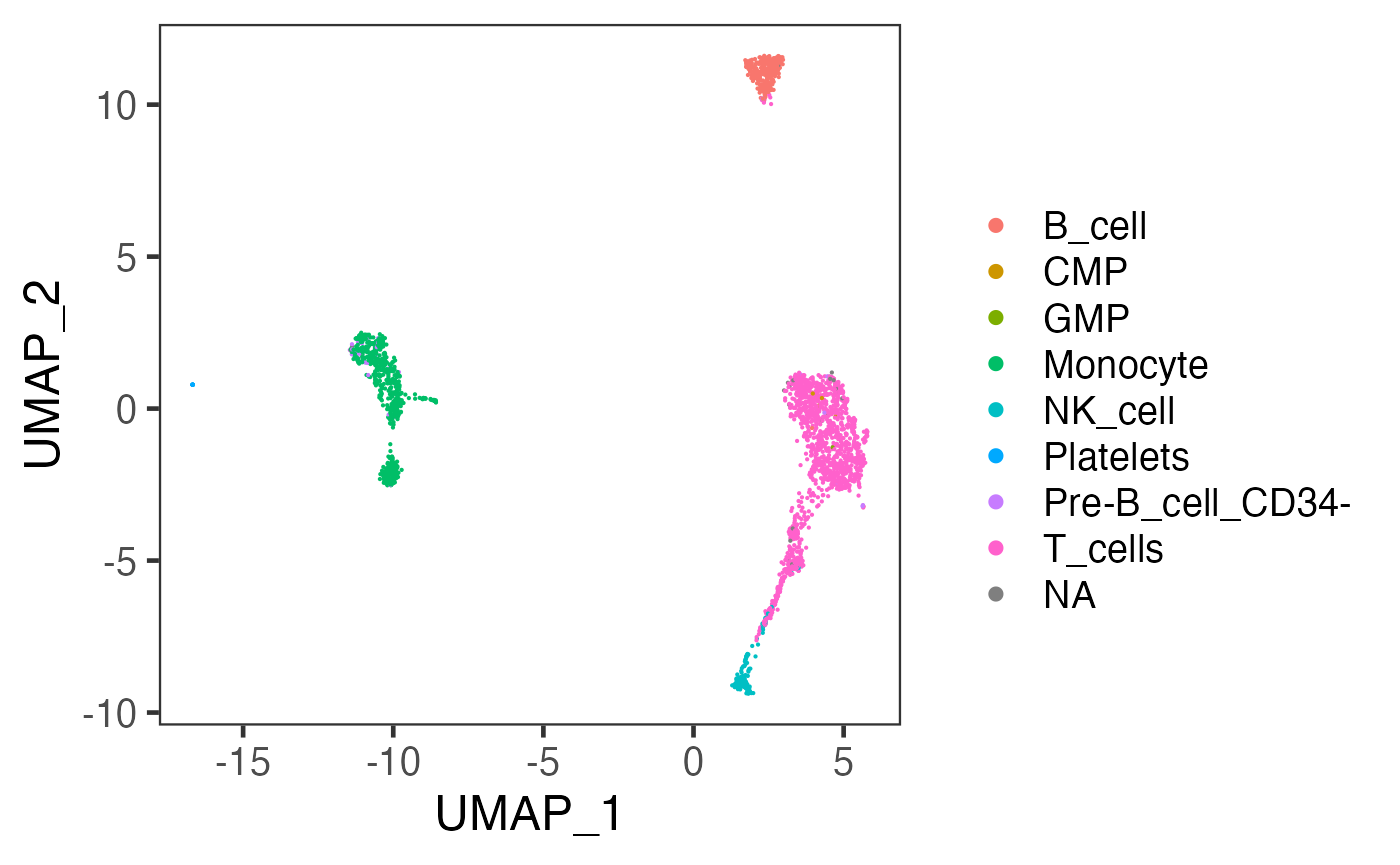 10
5
0
-5
-10
UMAP_2
-15
-10
-5
0
5
UMAP_1
B_cell
CMP
GMP
Monocyte
NK_cell
Platelets
Pre-B_cell_CD34-
T_cells
NA